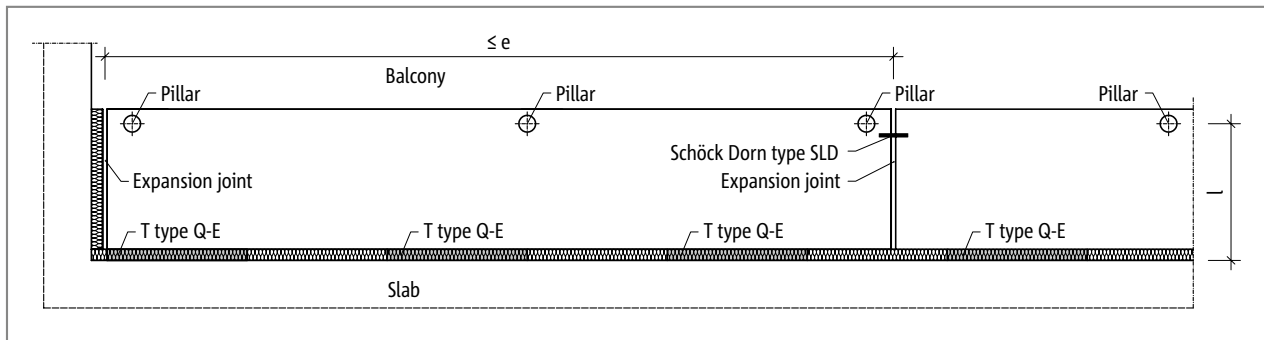 ≤ e
Balcony
Pillar
Pillar
Pillar
Pillar
Schöck Dorn type SLD
Expansion joint
Expansion joint
l
T type Q-E
T type Q-E
T type Q-E
T type Q-E
Slab